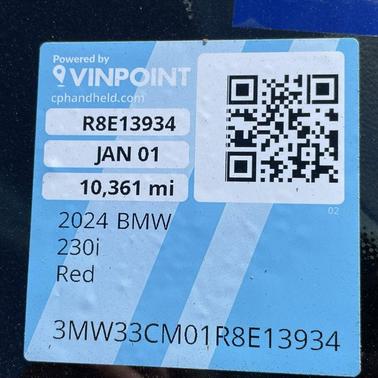 Powered by
VINPOINT
cphandheld.com
R8E13934
JAN 01
10,361 mi
02
2024 BMW
230i
Red
3MW33CM01R8E13934